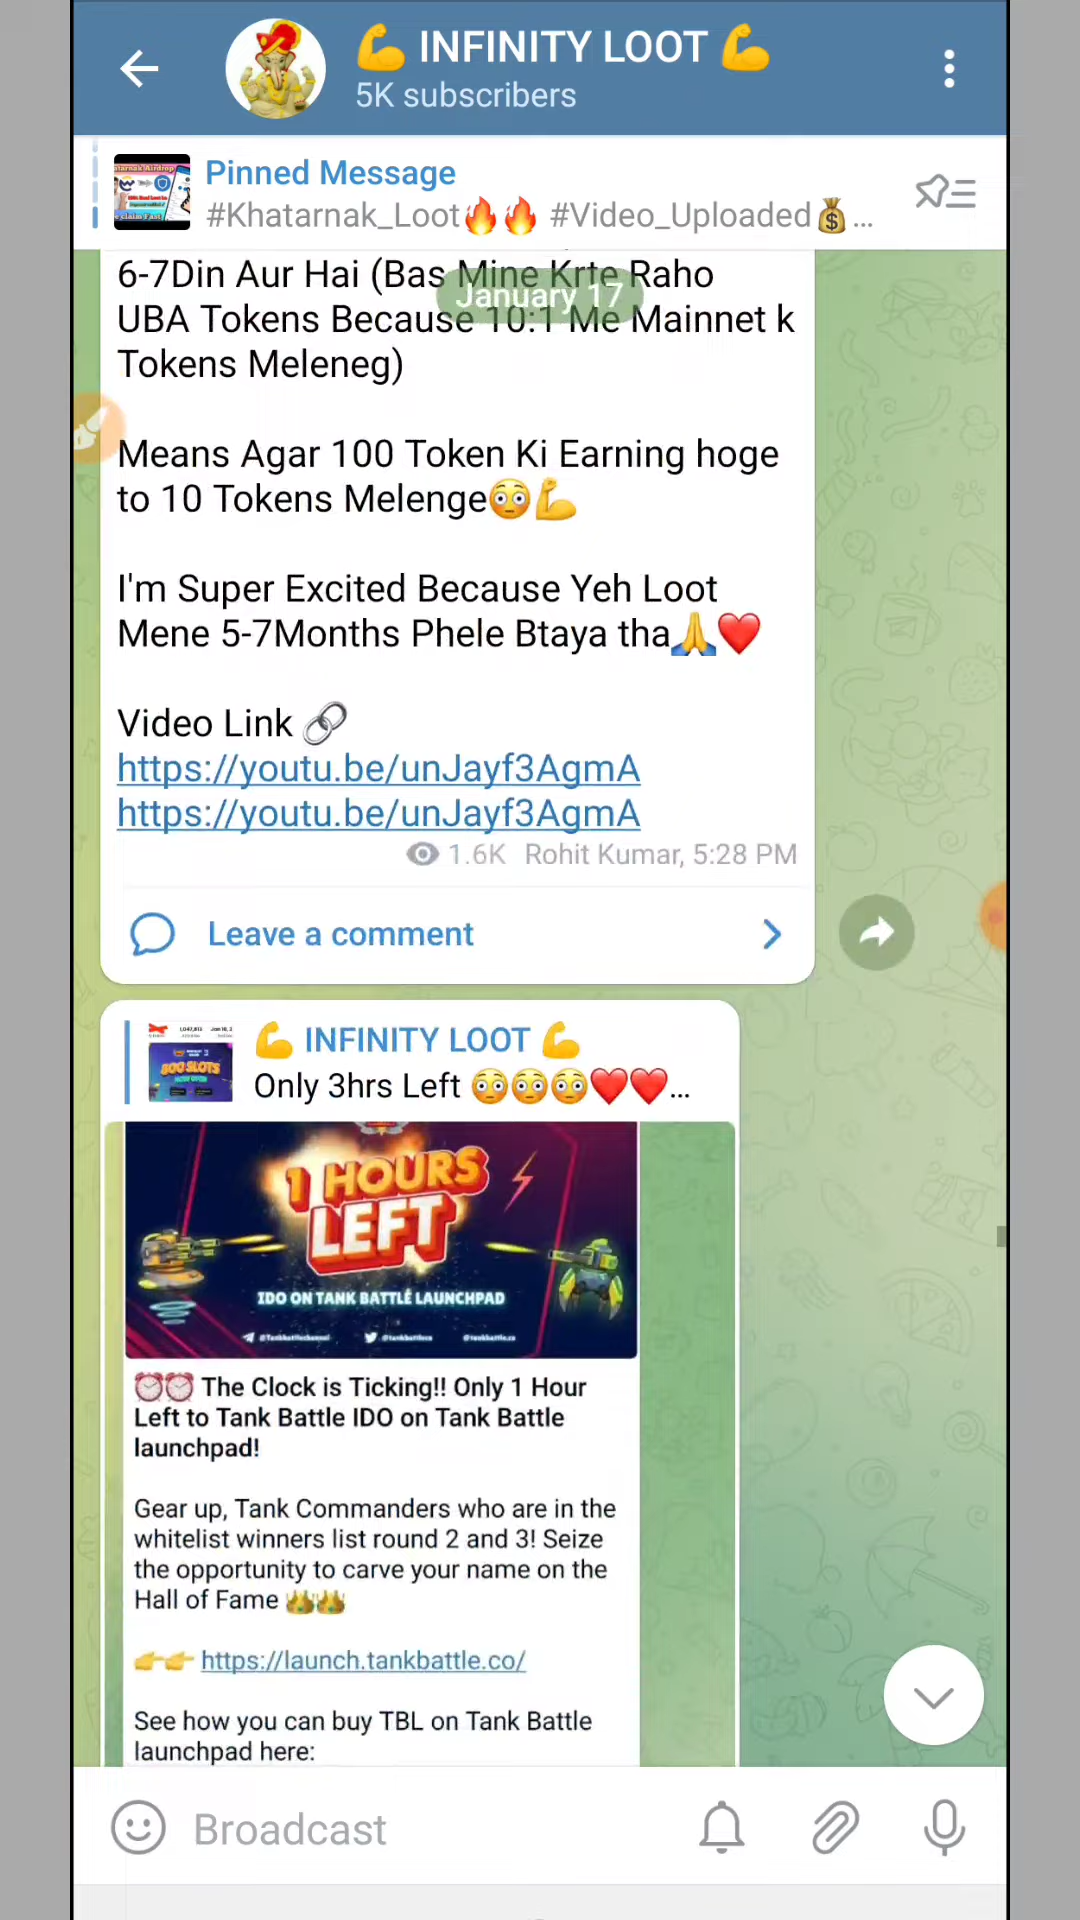 💪 INFINITY LOOT 💪
5K subscribers
Pinned Message
#Khatarnak_Loot🔥🔥 #Video_Uploaded💰...
January 17
6-7Din Aur Hai (Bas Mine Krte Raho
UBA Tokens Because 10:1 Me Mainnet k
Tokens Meleneg)
Means Agar 100 Token Ki Earning hoge
to 10 Tokens Melenge😳💪
I'm Super Excited Because Yeh Loot
Mene 5-7Months Phele Btaya tha🙏❤️
Video Link 🔗
https://youtu.be/unJayf3AgmA
https://youtu.be/unJayf3AgmA
1.6K Rohit Kumar, 5:28 PM
Leave a comment
💪 INFINITY LOOT 💪
Only 3hrs Left 😳😳😳❤️❤️...
800 SLOTS
1 HOURS
LEFT
IDO ON TANK BATTLE LAUNCHPAD
⏰⏰ The Clock is Ticking!! Only 1 Hour
Left to Tank Battle IDO on Tank Battle
launchpad!
Gear up, Tank Commanders who are in the
whitelist winners list round 2 and 3! Seize
the opportunity to carve your name on the
Hall of Fame 👑👑
👉👉 https://launch.tankbattle.co/
See how you can buy TBL on Tank Battle
launchpad here:
Broadcast